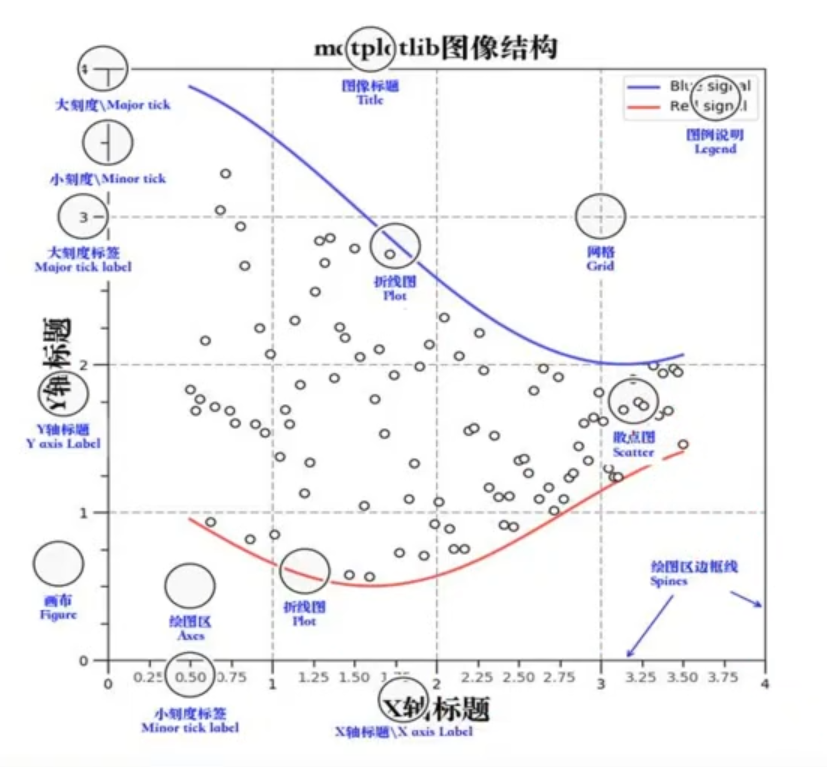 matplotlib图像结构
图像标题
Title
4
大刻度\Major tick
Blue signal
Red signal
图例说明
Legend
小刻度\Minor tick
3
大刻度标签
Major tick label
网格
Grid
折线图
Plot
Y轴标题
2
Y轴标题
Y axis Label
散点图
Scatter
1
画布
Figure
绘图区
Axes
折线图
Plot
绘图区边框线
Spines
0
0 0.25 0.50 0.75 1 1.25 1.50 1.75 2 2.25 2.50 2.75 3 3.25 3.50 3.75 4
小刻度标签
Minor tick label
X轴标题
X轴标题\X axis Label